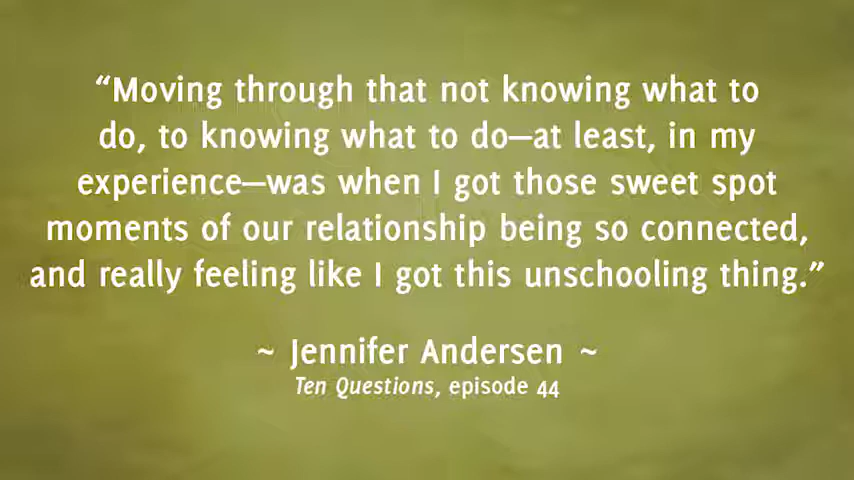 “Moving through that not knowing what to
do, to knowing what to do—at least, in my
experience—was when I got those sweet spot
moments of our relationship being so connected,
and really feeling like I got this unschooling thing.”
~ Jennifer Andersen ~
Ten Questions, episode 44